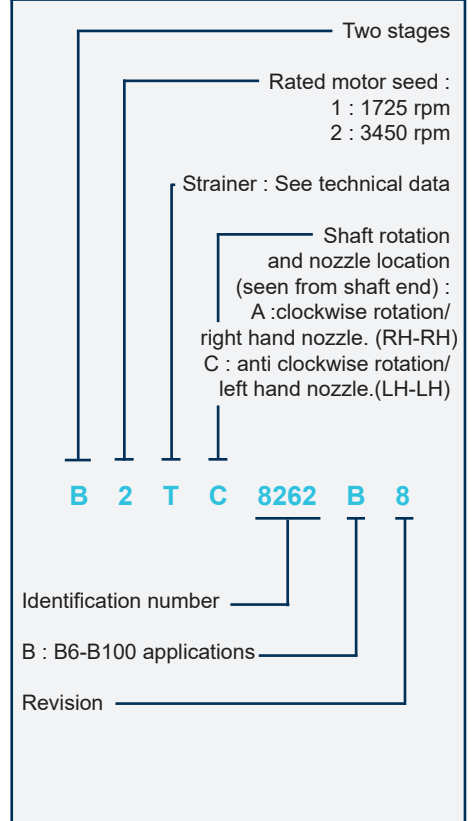 Two stages
Rated motor seed :
1 : 1725 rpm
2 : 3450 rpm
Strainer : See technical data
Shaft rotation
and nozzle location
(seen from shaft end) :
A :clockwise rotation/
right hand nozzle. (RH-RH)
C : anti clockwise rotation/
left hand nozzle.(LH-LH)
B 2 T C 8262 B 8
Identification number
B : B6-B100 applications
Revision